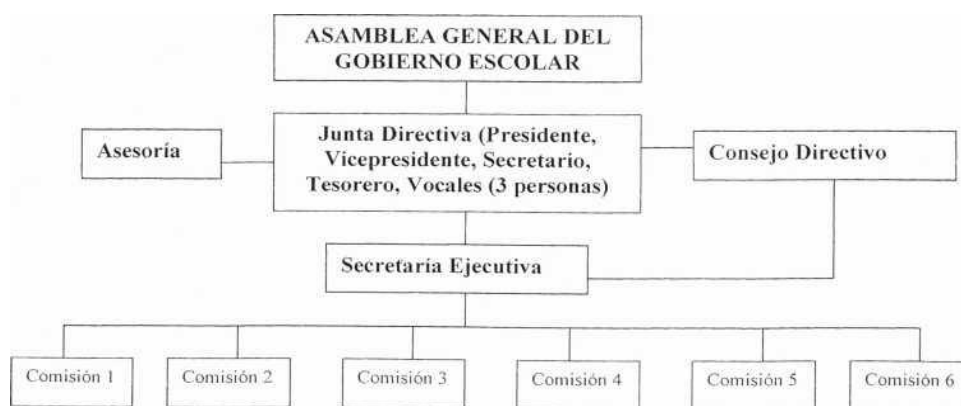 ASAMBLEA GENERAL DEL
GOBIERNO ESCOLAR
Asesoría
Junta Directiva (Presidente,
Vicepresidente, Secretario,
Tesorero, Vocales (3 personas)
Consejo Directivo
Secretaría Ejecutiva
Comisión 1
Comisión 2
Comisión 3
Comisión 4
Comisión 5
Comisión 6